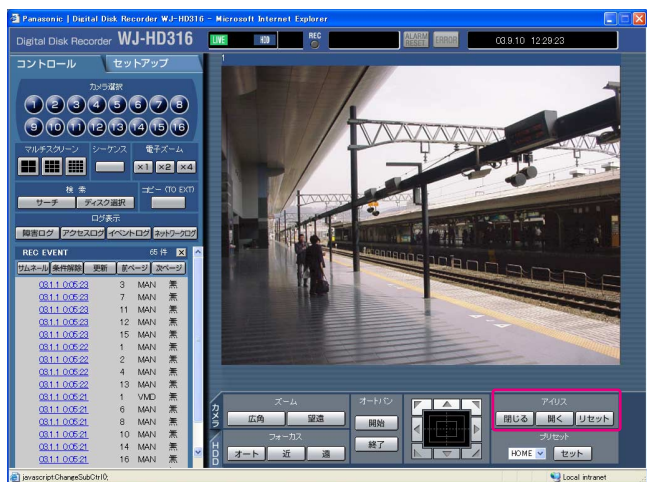 Panasonic | Digital Disk Recorder WJ-HD316 - Microsoft Internet Explorer
Digital Disk Recorder WJ-HD316
LIVE HDD REC ALARM RESET ERROR 03.9.10 12:29:23
コントロール セットアップ
1
カメラ選択
1 2 3 4 5 6 7 8
9 10 11 12 13 14 15 16
マルチスクリーン シーケンス 電子ズーム
×1 ×2 ×4
検索 コピー (TO EXT)
サーチ ディスク選択
ログ表示
障害ログ アクセスログ イベントログ ネットワークログ
REC EVENT 65 件
サムネール 条件解除 更新 前ページ 次ページ
03.1.1 0:05:23 3 MAN 無
03.1.1 0:05:23 7 MAN 無
03.1.1 0:05:23 11 MAN 無
03.1.1 0:05:23 12 MAN 無
03.1.1 0:05:23 15 MAN 無
03.1.1 0:05:22 1 MAN 無
03.1.1 0:05:22 2 MAN 無
03.1.1 0:05:22 4 MAN 無
03.1.1 0:05:22 13 MAN 無
03.1.1 0:05:21 1 VMD 無
03.1.1 0:05:21 6 MAN 無
03.1.1 0:05:21 8 MAN 無
03.1.1 0:05:21 10 MAN 無
03.1.1 0:05:21 14 MAN 無
03.1.1 0:05:21 16 MAN 無
カメラ
HDD
ズーム
広角 望遠
フォーカス
オート 近 遠
オートパン
開始
終了
アイリス
閉じる 開く リセット
プリセット
HOME セット
javascript:ChangeSubCtrl0;
Local intranet